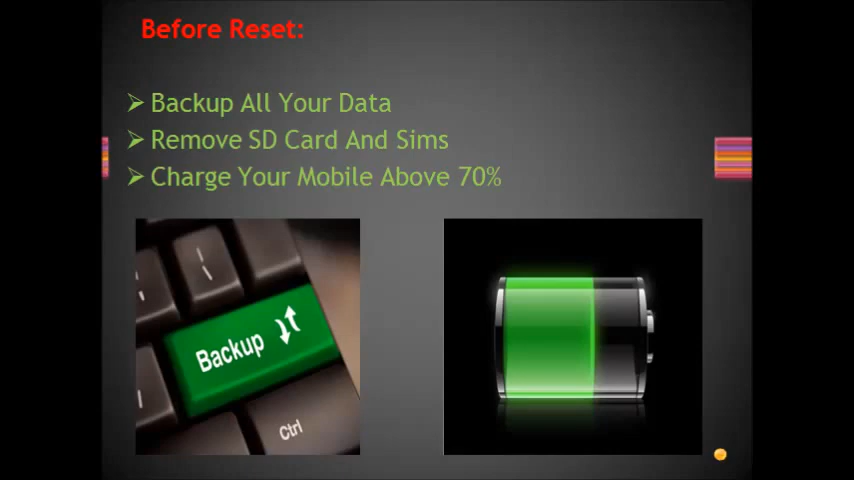 Before Reset:
Backup All Your Data
Remove SD Card And Sims
Charge Your Mobile Above 70%
Backup
Ctrl